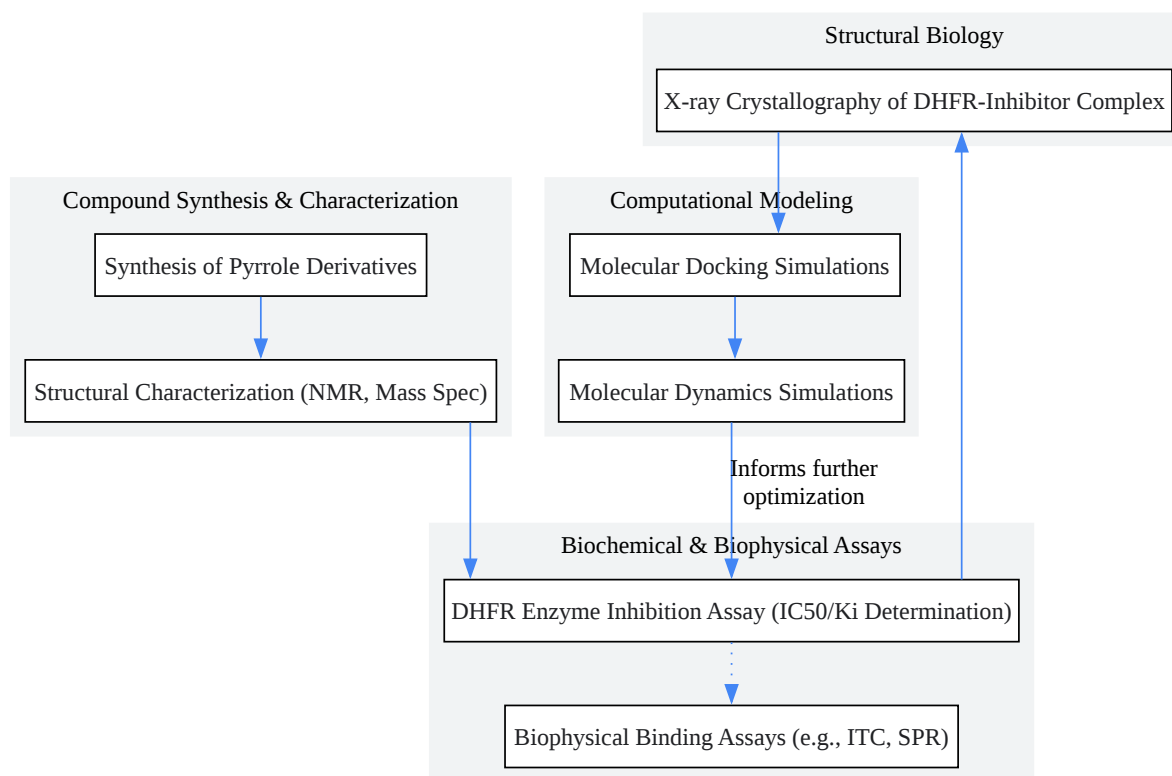 Structural Biology
X-ray Crystallography of DHFR-Inhibitor Complex
Compound Synthesis & Characterization
Synthesis of Pyrrole Derivatives
Structural Characterization (NMR, Mass Spec)
Computational Modeling
Molecular Docking Simulations
Molecular Dynamics Simulations
Informs further
optimization
Biochemical & Biophysical Assays
DHFR Enzyme Inhibition Assay (IC50/Ki Determination)
Biophysical Binding Assays (e.g., ITC, SPR)